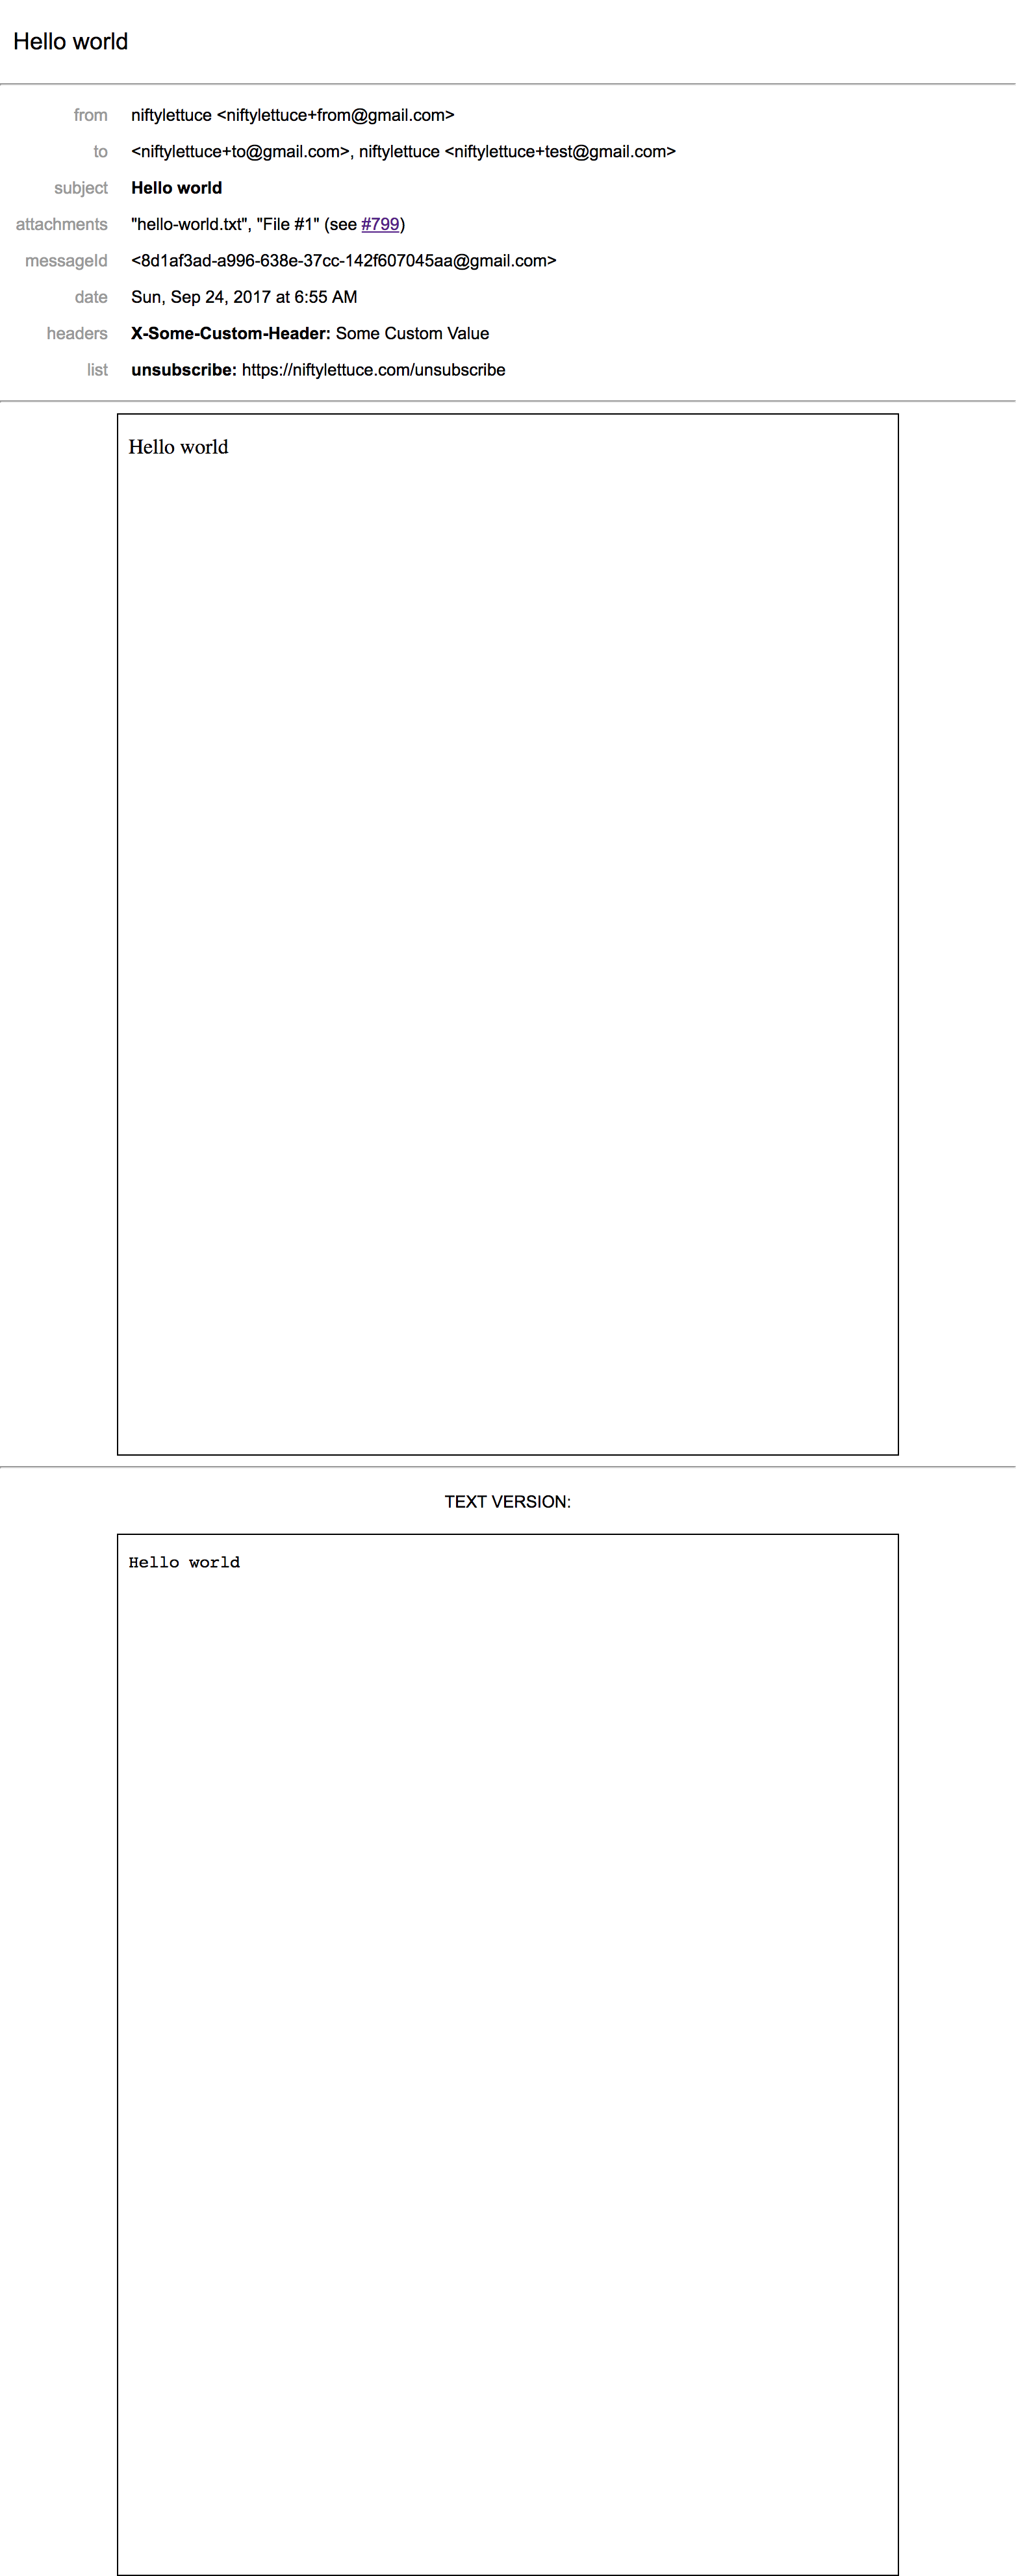 Hello world
from niftylettuce <niftylettuce+from@gmail.com>
to <niftylettuce+to@gmail.com>, niftylettuce <niftylettuce+test@gmail.com>
subject Hello world
attachments "hello-world.txt", "File #1" (see #799)
messageId <8d1af3ad-a996-638e-37cc-142f607045aa@gmail.com>
date Sun, Sep 24, 2017 at 6:55 AM
headers X-Some-Custom-Header: Some Custom Value
list unsubscribe: https://niftylettuce.com/unsubscribe
Hello world
TEXT VERSION:
Hello world